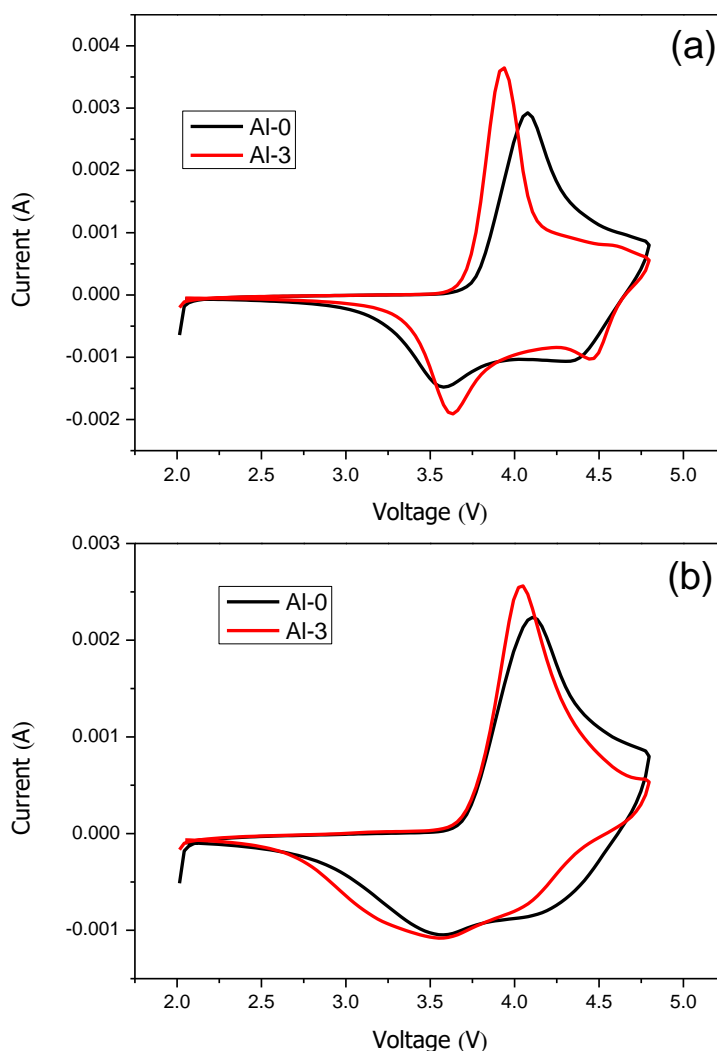 (a)
Al-0
Al-3
0.004
0.003
0.002
0.001
0.000
-0.001
-0.002
Current (A)
2.0 2.5 3.0 3.5 4.0 4.5 5.0
Voltage (V)
(b)
Al-0
Al-3
0.003
0.002
0.001
0.000
-0.001
Current (A)
2.0 2.5 3.0 3.5 4.0 4.5 5.0
Voltage (V)